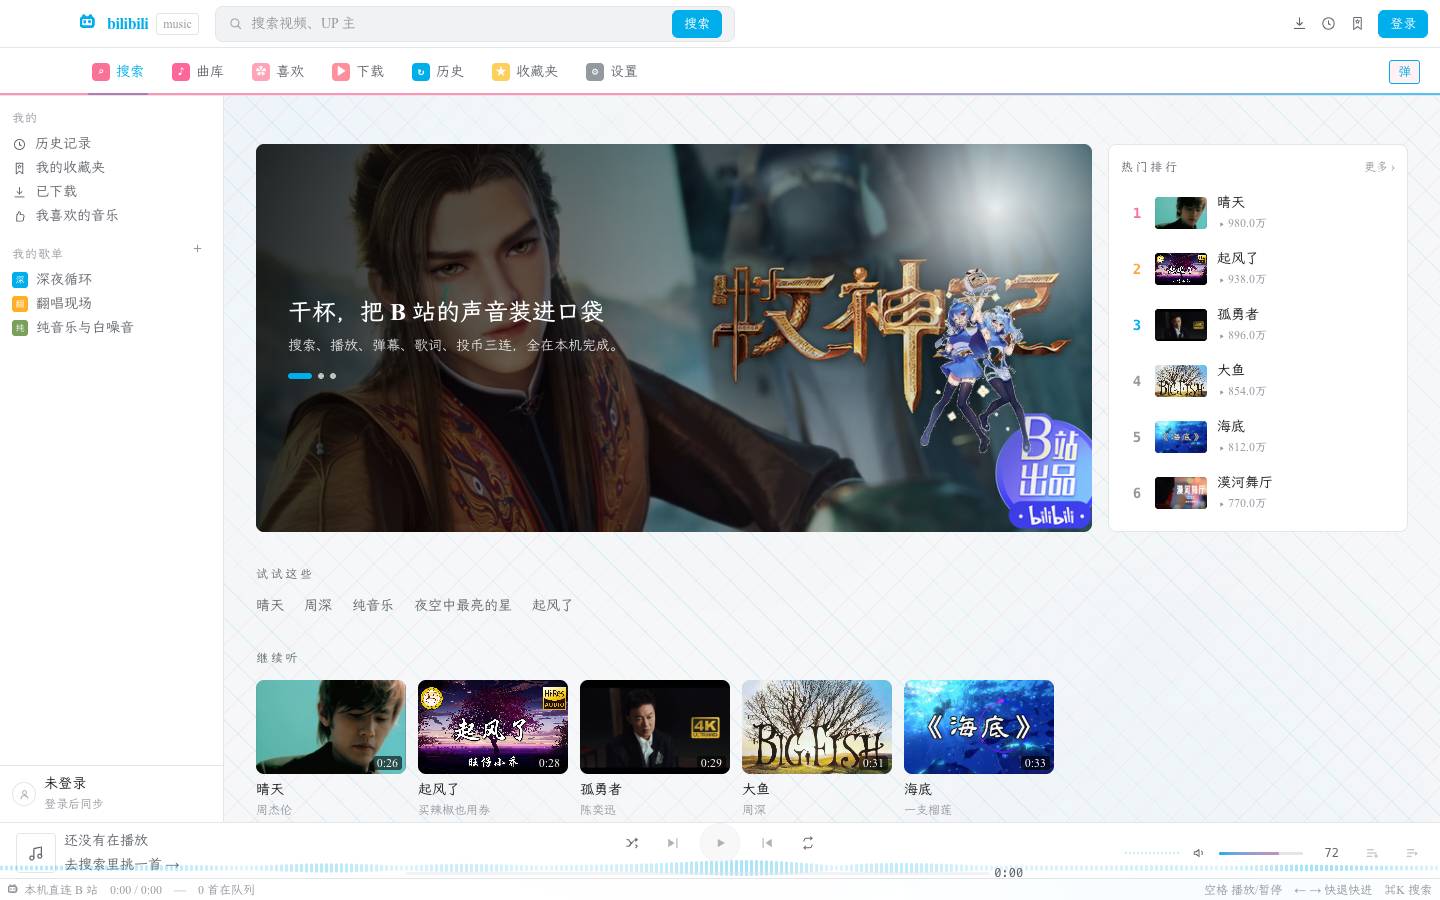 bilibili music
搜索视频、UP 主
搜索
登录
搜索
曲库
喜欢
下载
历史
收藏夹
设置
弹
我的
历史记录
我的收藏夹
已下载
我喜欢的音乐
我的歌单 +
深 深夜循环
翻 翻唱现场
纯 纯音乐与白噪音
未登录
登录后同步
牧神记
干杯，把 B 站的声音装进口袋
搜索、播放、弹幕、歌词、投币三连，全在本机完成。
B站
出品
bilibili
热门排行 更多 ›
1 晴天
980.0万
2 起风了
938.0万
3 孤勇者
896.0万
4 大鱼
854.0万
5 海底
812.0万
6 漠河舞厅
770.0万
试试这些
晴天 周深 纯音乐 夜空中最亮的星 起风了
继续听
0:26
晴天
周杰伦
HiRes
AUDIO
起风了
旺仔小乔
0:28
起风了
买辣椒也用券
4K
ULTRA HD
0:29
孤勇者
陈奕迅
BIG FISH
0:31
大鱼
周深
《海底》
0:33
海底
一支榴莲
还没有在播放
去搜索里挑一首 →
0:00
72
本机直连 B 站 0:00 / 0:00 — 0 首在队列
空格 播放/暂停 ← → 快退快进 ⌘K 搜索